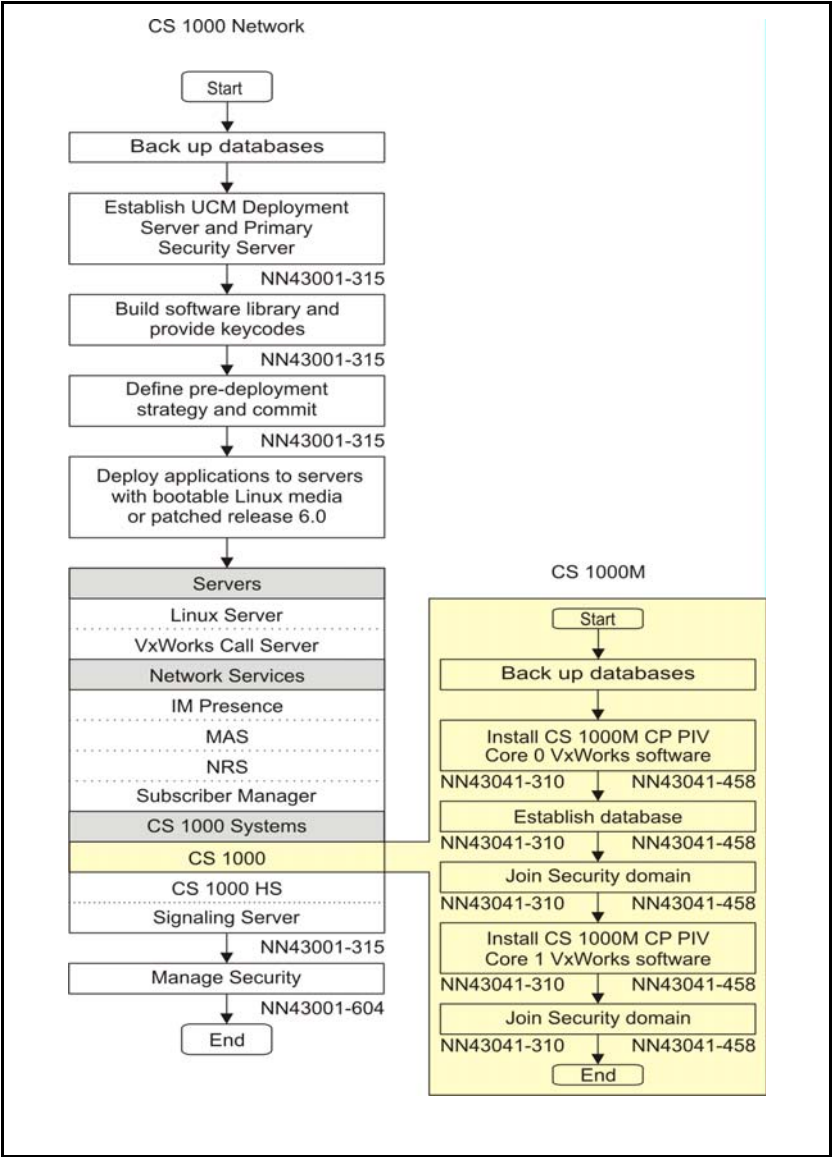 CS 1000 Network
Start
Back up databases
Establish UCM Deployment
Server and Primary
Security Server
NN43001-315
Build software library and
provide keycodes
NN43001-315
Define pre-deployment
strategy and commit
NN43001-315
Deploy applications to servers
with bootable Linux media
or patched release 6.0
Servers
Linux Server
VxWorks Call Server
Network Services
IM Presence
MAS
NRS
Subscriber Manager
CS 1000 Systems
CS 1000
CS 1000 HS
Signaling Server
NN43001-315
Manage Security
NN43001-604
End
CS 1000M
Start
Back up databases
Install CS 1000M CP PIV
Core 0 VxWorks software
NN43041-310 NN43041-458
Establish database
NN43041-310 NN43041-458
Join Security domain
NN43041-310 NN43041-458
Install CS 1000M CP PIV
Core 1 VxWorks software
NN43041-310 NN43041-458
Join Security domain
NN43041-310 NN43041-458
End